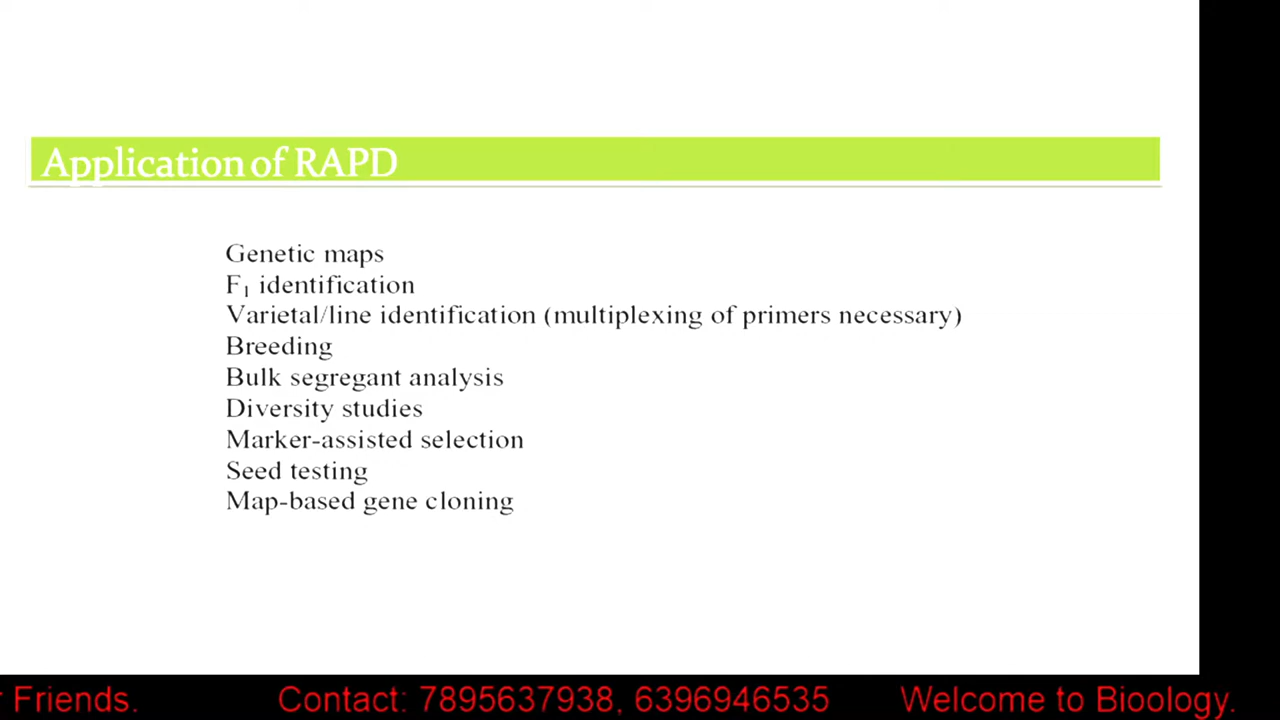 Application of RAPD
Genetic maps
F₁ identification
Varietal/line identification (multiplexing of primers necessary)
Breeding
Bulk segregant analysis
Diversity studies
Marker-assisted selection
Seed testing
Map-based gene cloning
Friends. Contact: 7895637938, 6396946535 Welcome to Bioology.